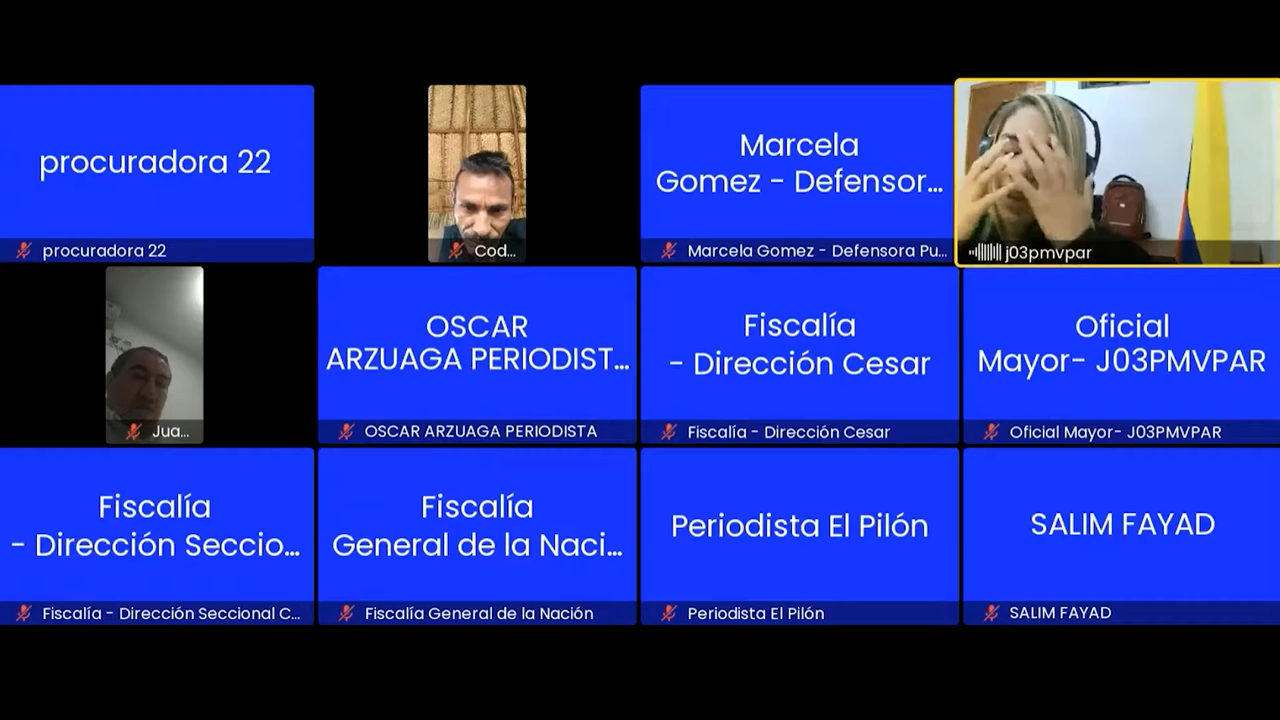 procuradora 22
procuradora 22
Cod...
Marcela
Gomez - Defensor...
Marcela Gomez - Defensora Pu...
j03pmvpar
Jua...
OSCAR
ARZUAGA PERIODIST...
OSCAR ARZUAGA PERIODISTA
Fiscalía
- Dirección Cesar
Fiscalía - Dirección Cesar
Oficial
Mayor- J03PMVPAR
Oficial Mayor- J03PMVPAR
Fiscalía
- Dirección Seccio...
Fiscalía - Dirección Seccional C...
Fiscalía
General de la Naci...
Fiscalía General de la Nación
Periodista El Pilón
Periodista El Pilón
SALIM FAYAD
SALIM FAYAD